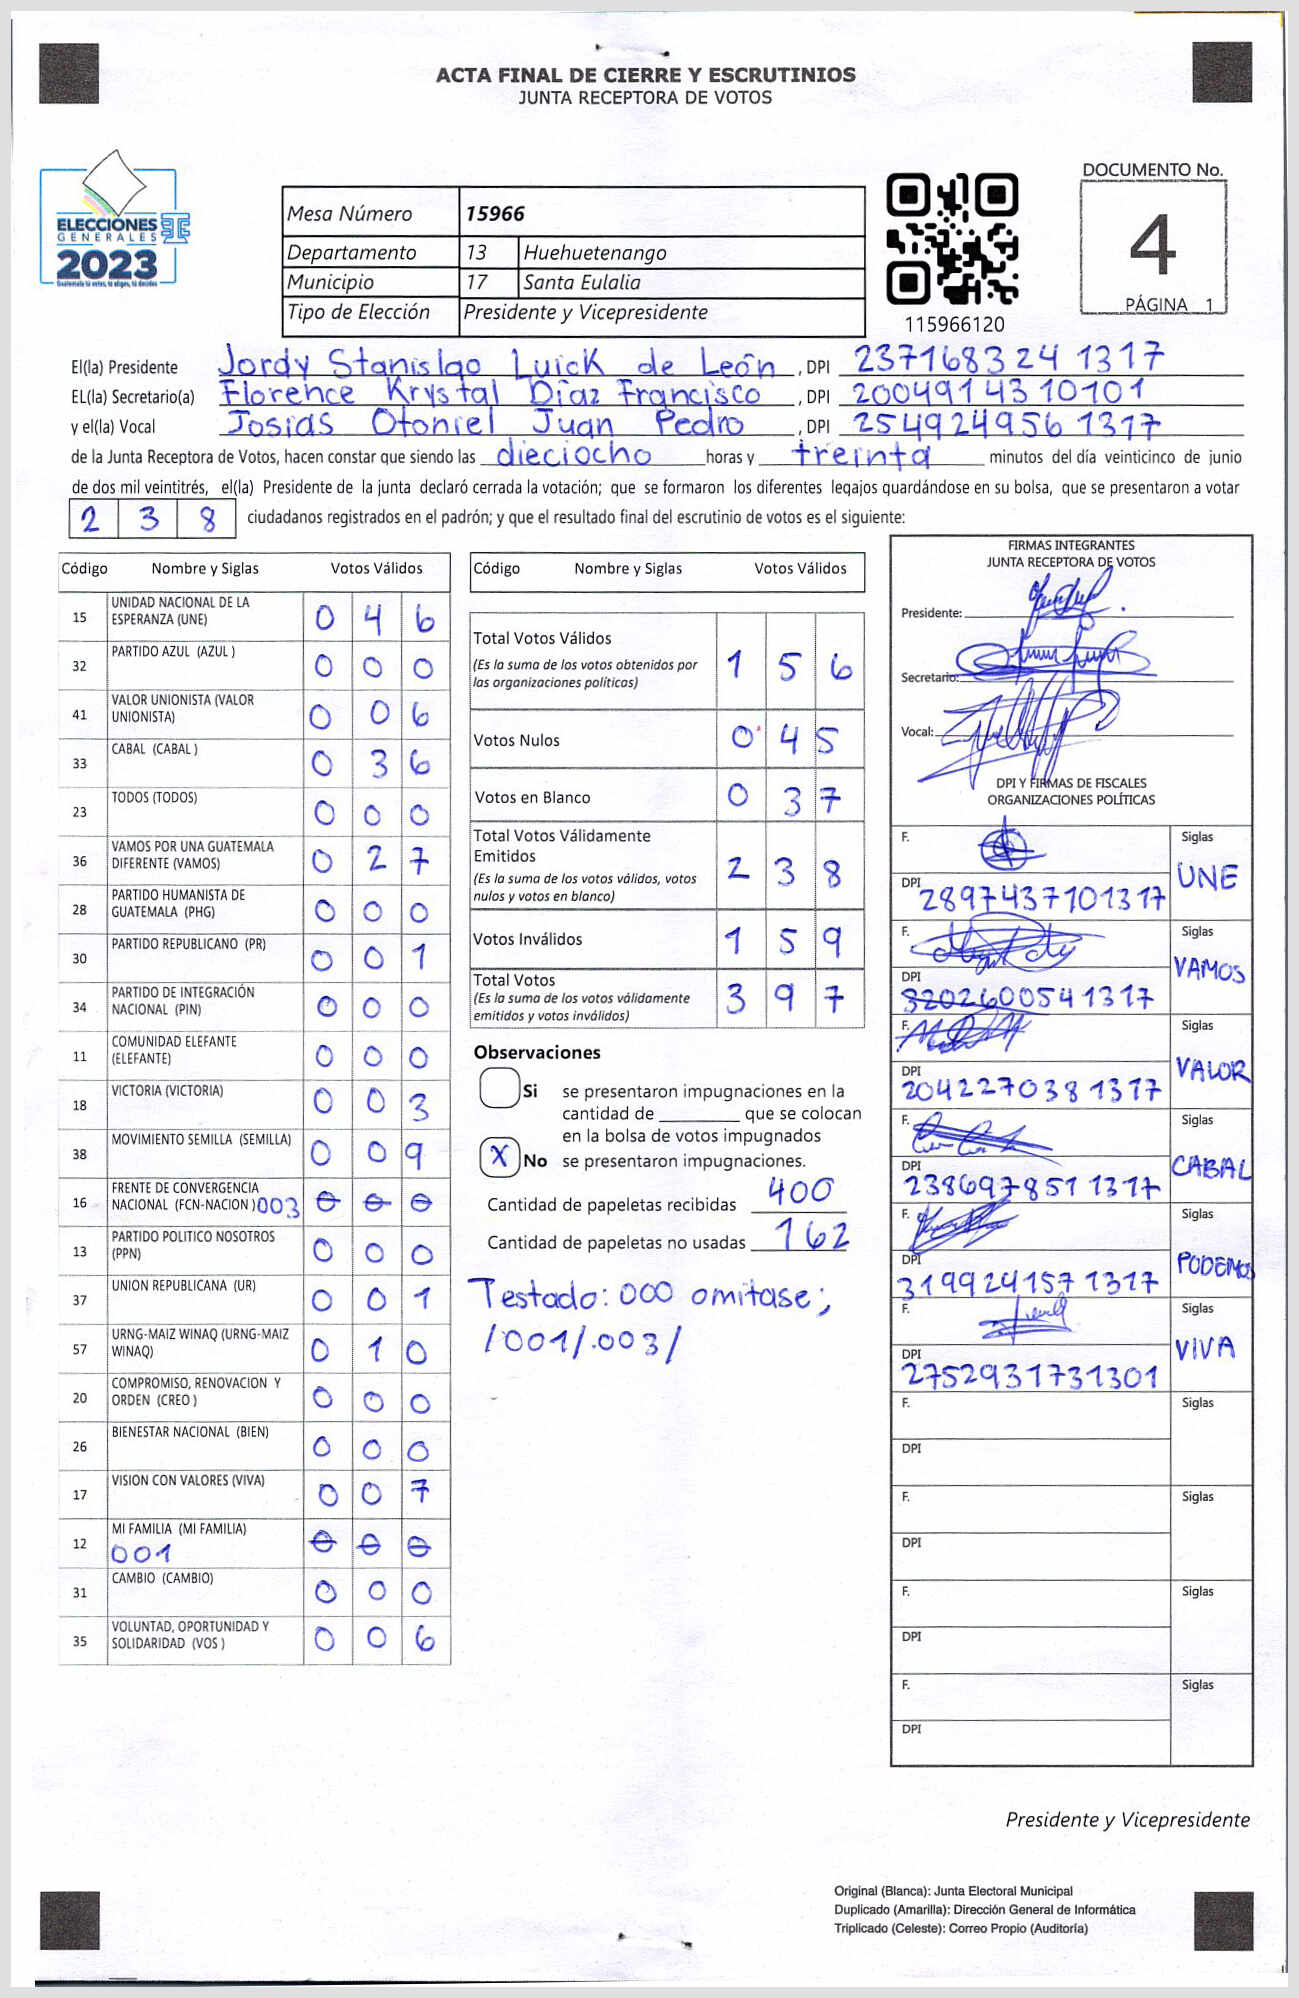 ACTA FINAL DE CIERRE Y ESCRUTINIOS
JUNTA RECEPTORA DE VOTOS
ELECCIONES
GENERALES
2023
Guatemala tú votas, tú eliges, tú decides
Mesa Número 15966
Departamento 13 Huehuetenango
Municipio 17 Santa Eulalia
Tipo de Elección Presidente y Vicepresidente
115966120
DOCUMENTO No.
4
PÁGINA 1
El(la) Presidente Jordy Stanislao Luick de León, DPI 2371683241317
EL(la) Secretario(a) Florence Krystal Díaz Francisco, DPI 2004914310101
y el(la) Vocal Josias Otoniel Juan Pedro, DPI 2549249561317
de la Junta Receptora de Votos, hacen constar que siendo las dieciocho horas y treinta minutos del día veinticinco de junio
de dos mil veintitrés, el(la) Presidente de la junta declaró cerrada la votación; que se formaron los diferentes legajos guardándose en su bolsa, que se presentaron a votar
2 3 8 ciudadanos registrados en el padrón; y que el resultado final del escrutinio de votos es el siguiente:
Código Nombre y Siglas Votos Válidos
15 UNIDAD NACIONAL DE LA ESPERANZA (UNE) 0 4 6
32 PARTIDO AZUL (AZUL ) 0 0 0
41 VALOR UNIONISTA (VALOR UNIONISTA) 0 0 6
33 CABAL (CABAL ) 0 3 6
23 TODOS (TODOS) 0 0 0
36 VAMOS POR UNA GUATEMALA DIFERENTE (VAMOS) 0 2 7
28 PARTIDO HUMANISTA DE GUATEMALA (PHG) 0 0 0
30 PARTIDO REPUBLICANO (PR) 0 0 1
34 PARTIDO DE INTEGRACIÓN NACIONAL (PIN) 0 0 0
11 COMUNIDAD ELEFANTE (ELEFANTE) 0 0 0
18 VICTORIA (VICTORIA) 0 0 3
38 MOVIMIENTO SEMILLA (SEMILLA) 0 0 9
16 FRENTE DE CONVERGENCIA NACIONAL (FCN-NACION ) 003 0 0 0
13 PARTIDO POLITICO NOSOTROS (PPN) 0 0 0
37 UNION REPUBLICANA (UR) 0 0 1
57 URNG-MAIZ WINAQ (URNG-MAIZ WINAQ) 0 1 0
20 COMPROMISO, RENOVACION Y ORDEN (CREO ) 0 0 0
26 BIENESTAR NACIONAL (BIEN) 0 0 0
17 VISION CON VALORES (VIVA) 0 0 7
12 MI FAMILIA (MI FAMILIA) 001 0 0 0
31 CAMBIO (CAMBIO) 0 0 0
35 VOLUNTAD, OPORTUNIDAD Y SOLIDARIDAD (VOS ) 0 0 6
Código Nombre y Siglas Votos Válidos
Total Votos Válidos 1 5 6
(Es la suma de los votos obtenidos por
las organizaciones políticas)
Votos Nulos 0 4 5
Votos en Blanco 0 3 7
Total Votos Válidamente
Emitidos 2 3 8
(Es la suma de los votos válidos, votos
nulos y votos en blanco)
Votos Inválidos 1 5 9
Total Votos 3 9 7
(Es la suma de los votos válidamente
emitidos y votos inválidos)
Observaciones
Si se presentaron impugnaciones en la
cantidad de ________ que se colocan
en la bolsa de votos impugnados
X No se presentaron impugnaciones.
Cantidad de papeletas recibidas 400
Cantidad de papeletas no usadas 162
Testado: 000 omitase;
/001/.003/
FIRMAS INTEGRANTES
JUNTA RECEPTORA DE VOTOS
Presidente:
Secretario:
Vocal:
DPI Y FIRMAS DE FISCALES
ORGANIZACIONES POLÍTICAS
F. Siglas UNE
DPI 2897437101317
F. Siglas VAMOS
DPI 3202600541317
F. Siglas VALOR
DPI 2042270381317
F. Siglas CABAL
DPI 2386978511317
F. Siglas PODEMOS
DPI 3199241571317
F. Siglas VIVA
DPI 2752931731301
F. Siglas
DPI
F. Siglas
DPI
F. Siglas
DPI
F. Siglas
DPI
Presidente y Vicepresidente
Original (Blanca): Junta Electoral Municipal
Duplicado (Amarilla): Dirección General de Informática
Triplicado (Celeste): Correo Propio (Auditoría)